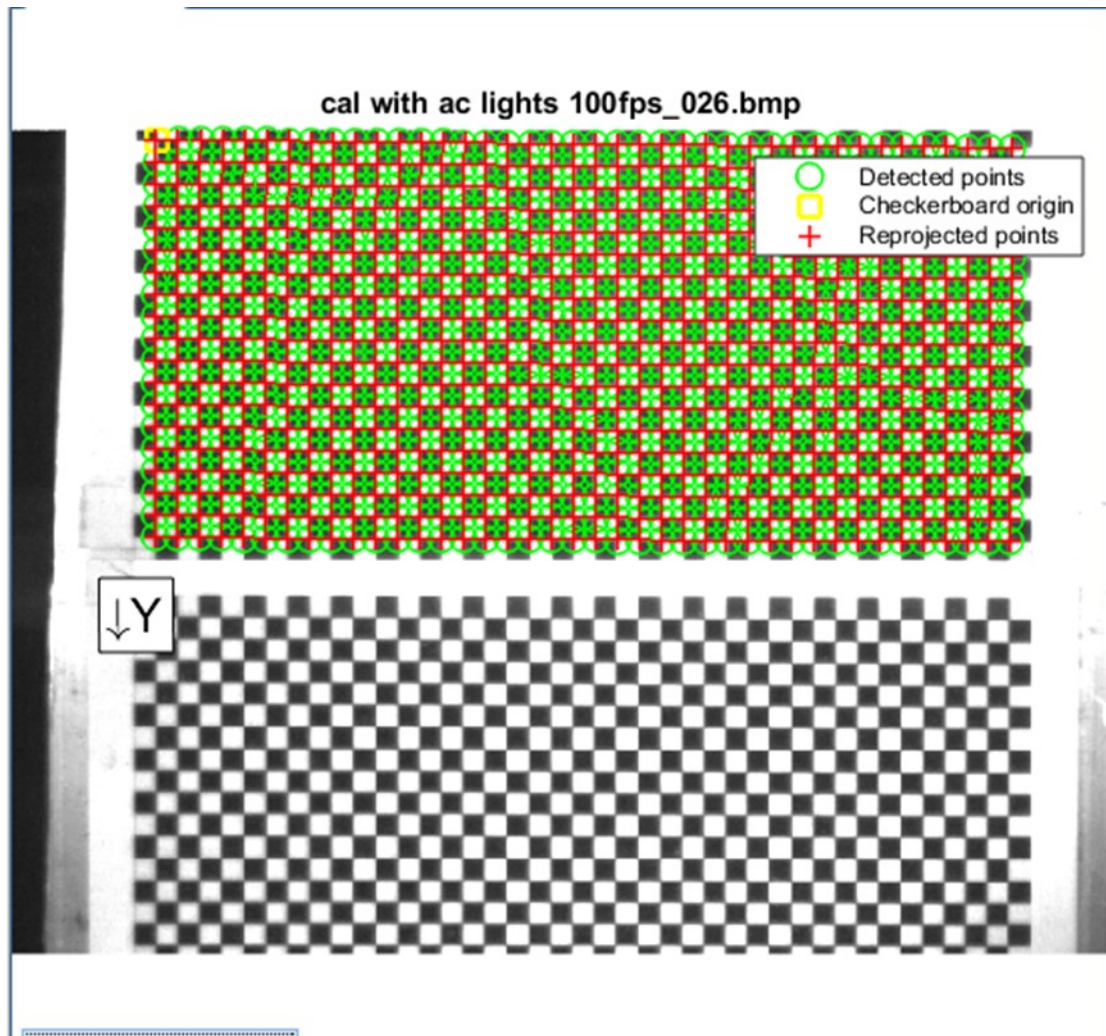 cal with ac lights 100fps_026.bmp
Detected points
Checkerboard origin
Reprojected points
↓Y